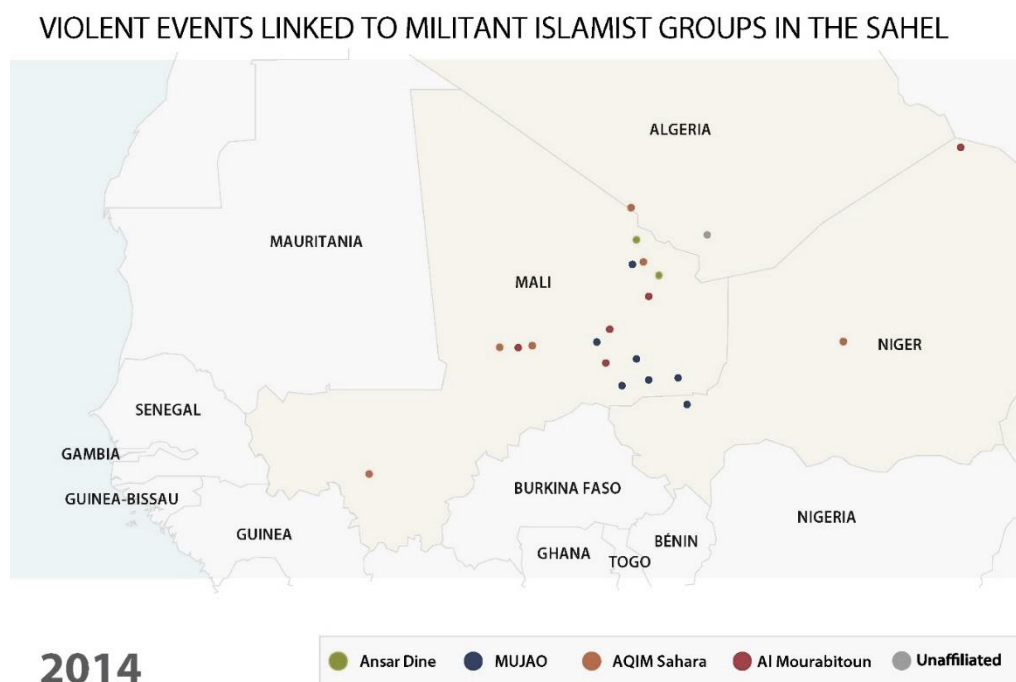 VIOLENT EVENTS LINKED TO MILITANT ISLAMIST GROUPS IN THE SAHEL
ALGERIA
MAURITANIA
MALI
NIGER
SENEGAL
GAMBIA
GUINEA-BISSAU
BURKINA FASO
NIGERIA
GUINEA
BÉNIN
GHANA
TOGO
2014
Ansar Dine MUJAO AQIM Sahara Al Mourabitoun Unaffiliated